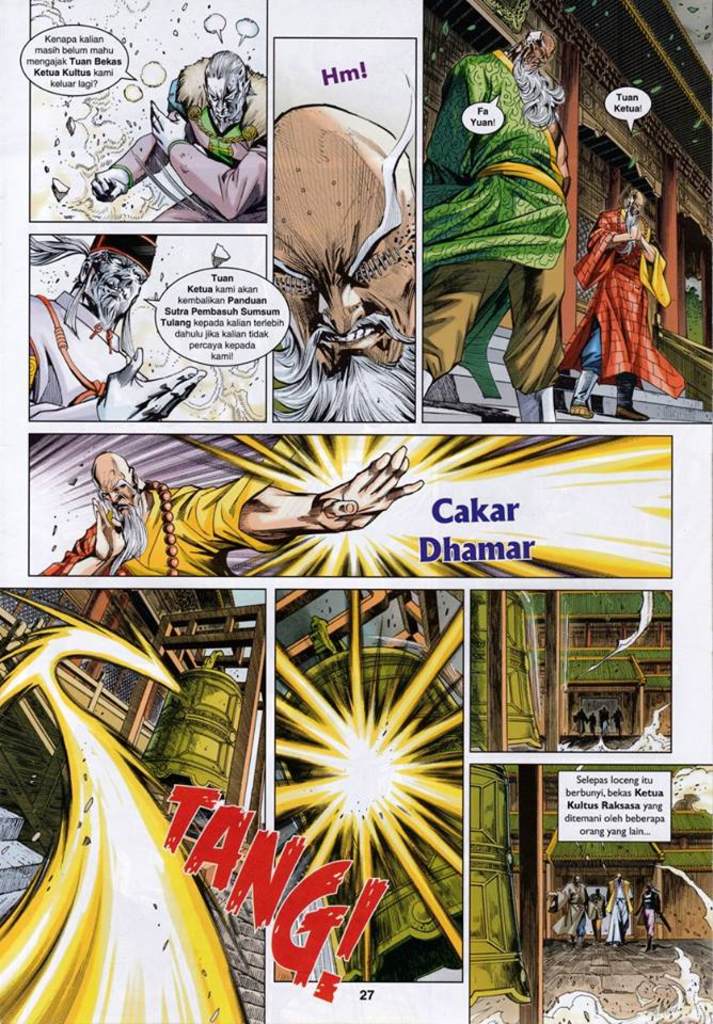 Kenapa kalian
masih belum mahu
mengajak Tuan Bekas
Ketua Kultus kami
keluar lagi?
Hm!
Fa
Yuan!
Tuan
Ketua!
Tuan
Ketua kami akan
kembalikan Panduan
Sutra Pembasuh Sumsum
Tulang kepada kalian terlebih
dahulu jika kalian tidak
percaya kepada
kami!
Cakar
Dhamar
TANG!
Selepas loceng itu
berbunyi, bekas Ketua
Kultus Raksasa yang
ditemani oleh beberapa
orang yang lain...
27